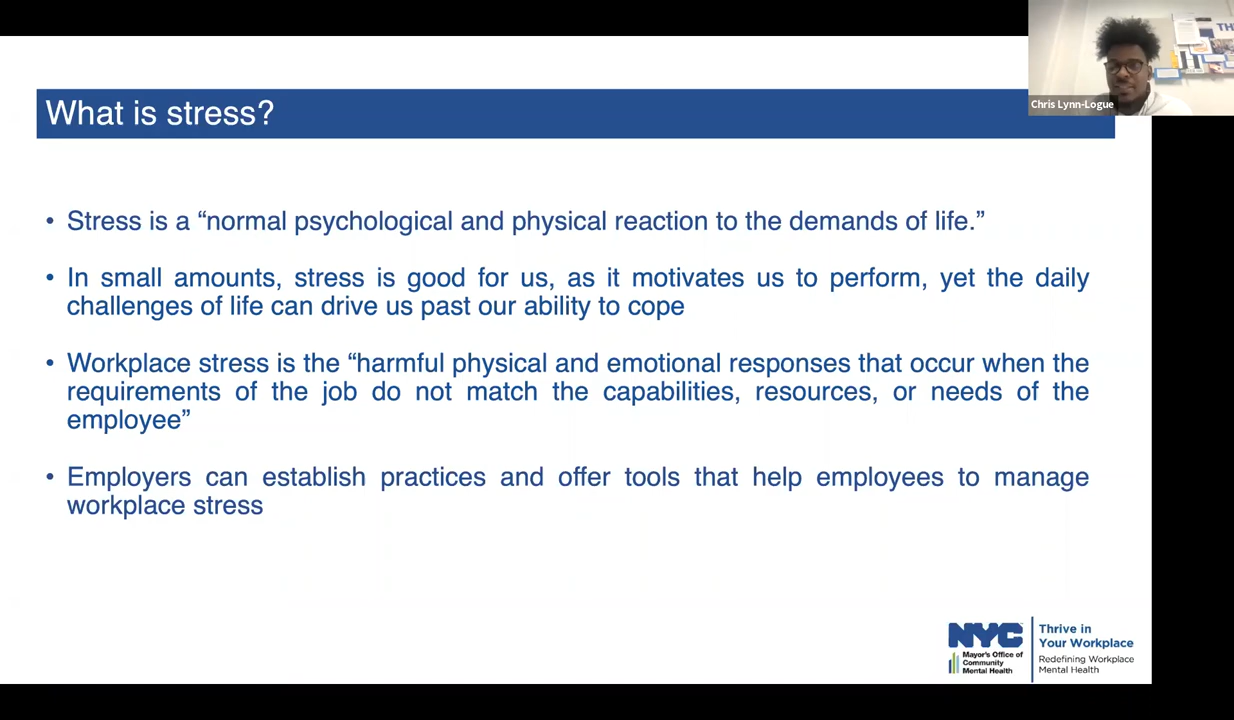 What is stress?
TH
Chris Lynn-Logue
• Stress is a “normal psychological and physical reaction to the demands of life.”
• In small amounts, stress is good for us, as it motivates us to perform, yet the daily
challenges of life can drive us past our ability to cope
• Workplace stress is the “harmful physical and emotional responses that occur when the
requirements of the job do not match the capabilities, resources, or needs of the
employee”
• Employers can establish practices and offer tools that help employees to manage
workplace stress
NYC
Mayor's Office of
Community
Mental Health
Thrive in
Your Workplace
Redefining Workplace
Mental Health